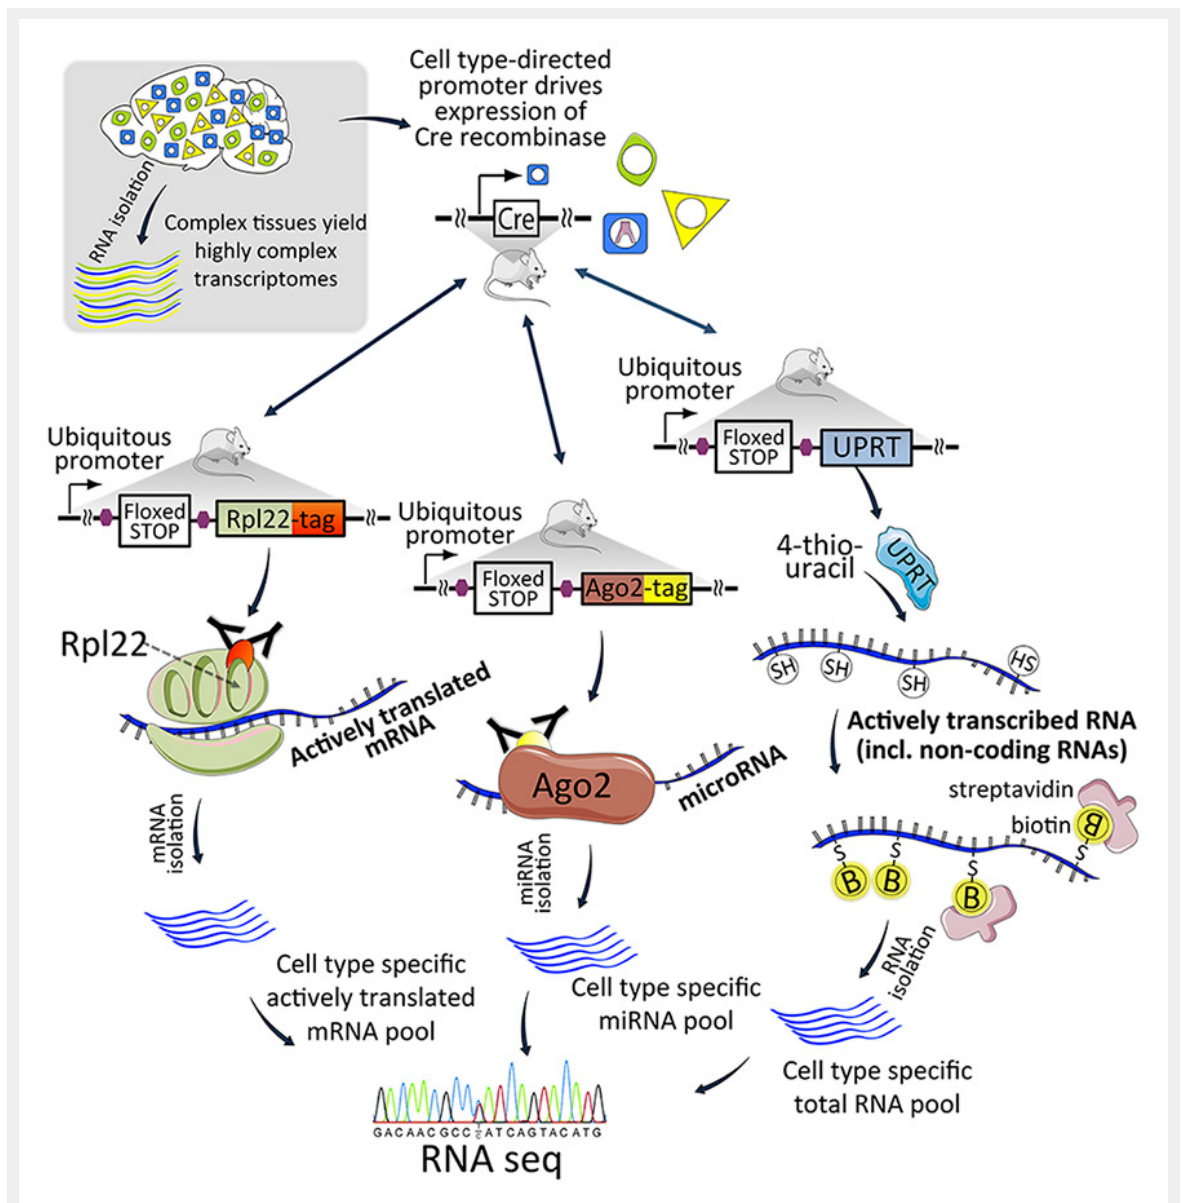 Cell type-directed
promoter drives
expression of
Cre recombinase
RNA isolation
Complex tissues yield
highly complex
transcriptomes
Cre
Ubiquitous
promoter
Floxed
STOP
UPRT
Ubiquitous
promoter
Floxed
STOP
Rpl22-tag
Ubiquitous
promoter
Floxed
STOP
Ago2-tag
4-thio-
uracil
UPRT
Rpl22
Actively translated
mRNA
SH
SH
SH
HS
Actively transcribed RNA
(incl. non-coding RNAs)
Ago2
microRNA
streptavidin
biotin
B
S
S
S
S
B
B
B
mRNA
isolation
miRNA
isolation
RNA
isolation
Cell type specific
actively translated
mRNA pool
Cell type specific
miRNA pool
Cell type specific
total RNA pool
GACAACGCC ATCAGTACATG
RNA seq